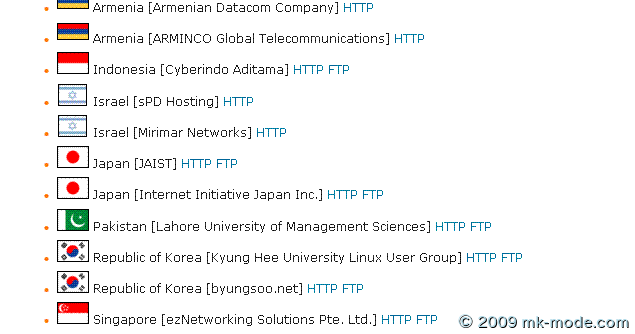 Armenia [Armenian Datacom Company] HTTP
Armenia [ARMINCO Global Telecommunications] HTTP
Indonesia [Cyberindo Aditama] HTTP FTP
Israel [sPD Hosting] HTTP
Israel [Mirimar Networks] HTTP
Japan [JAIST] HTTP FTP
Japan [Internet Initiative Japan Inc.] HTTP FTP
Pakistan [Lahore University of Management Sciences] HTTP FTP
Republic of Korea [Kyung Hee University Linux User Group] HTTP FTP
Republic of Korea [byungsoo.net] HTTP FTP
Singapore [ezNetworking Solutions Pte. Ltd.] HTTP FTP
© 2009 mk-mode.com